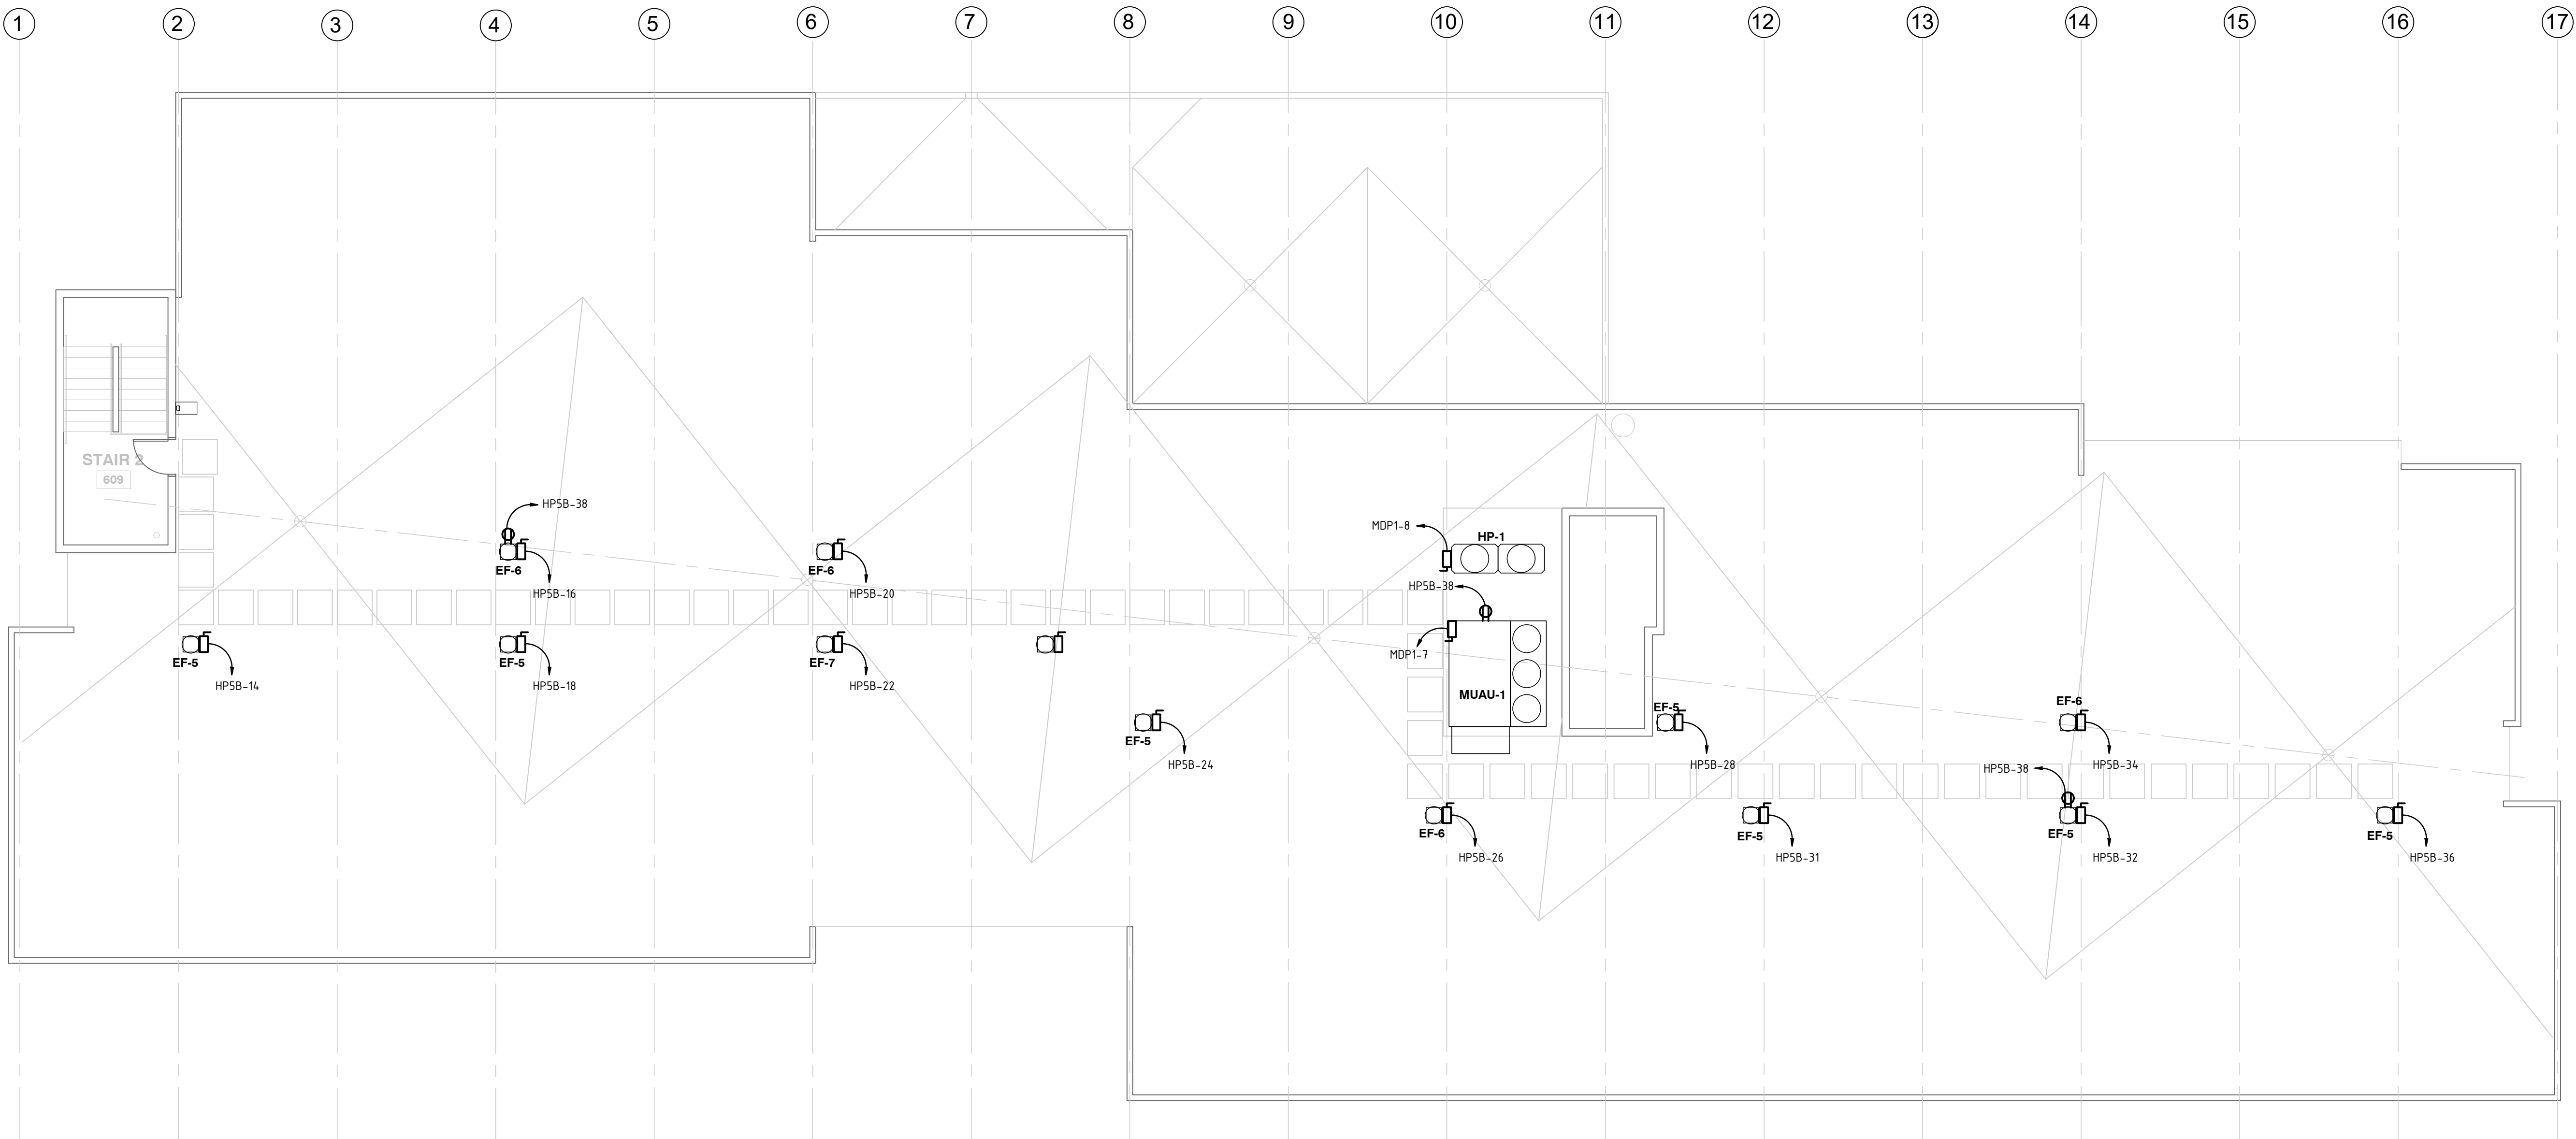 1 2 3 4 5 6 7 8 9 10 11 12 13 14 15 16 17
STAIR 2
609
HP5B-38
EF-6
HP5B-16
EF-6
HP5B-20
MDP1-8
HP-1
HP5B-38
MDP1-7
MUAU-1
EF-5
HP5B-14
EF-5
HP5B-18
EF-7
HP5B-22
EF-5
HP5B-24
EF-5
HP5B-28
EF-6
HP5B-34
HP5B-38
EF-6
HP5B-26
EF-5
HP5B-31
EF-5
HP5B-32
EF-5
HP5B-36